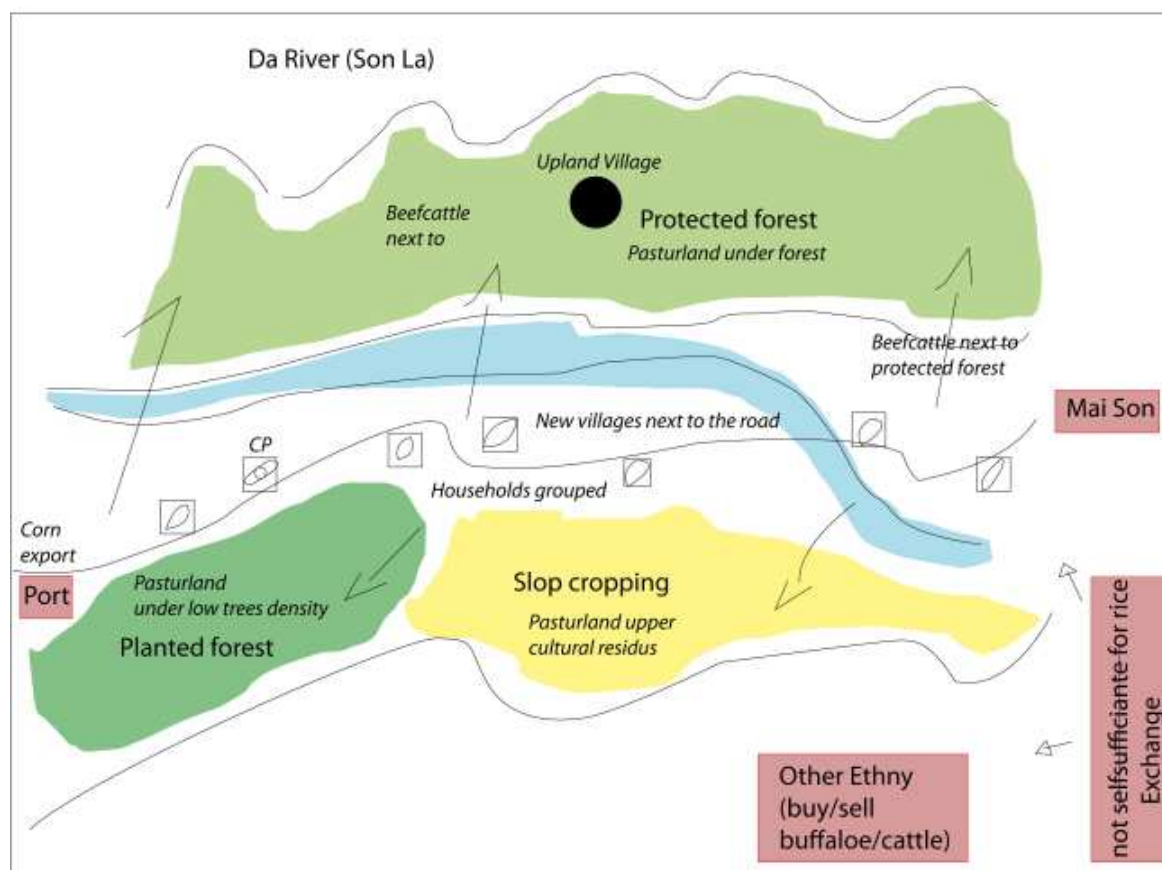 Da River (Son La)
Upland Village
Beefcattle
next to
Protected forest
Pasturland under forest
Beefcattle next to
protected forest
Mai Son
New villages next to the road
CP
Households grouped
Corn
export
Port
Pasturland
under low trees density
Planted forest
Slop cropping
Pasturland upper
cultural residus
not selfsufficiante for rice
Exchange
Other Ethny
(buy/sell
buffaloe/cattle)